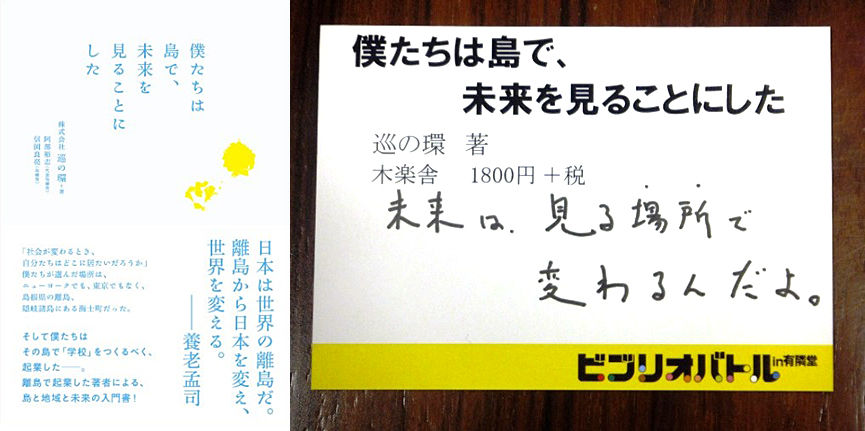 僕たちは
島で、
未来を
見ることに
した
株式会社 巡の環＊著
阿部裕志
信岡良亮
日本は世界の離島だ。
離島から日本を変え、
世界を変える。
――養老孟司
「社会が変わるとき、
自分たちはどこに居たいだろうか」
僕たちが選んだ場所は、
ニューヨークでも、東京でもなく、
島根県の離島、
隠岐諸島にある海士町だった。
そして僕たちは
その島で「学校」をつくるべく、
起業した――。
離島で起業した著者による、
島と地域と未来の入門書！
僕たちは島で、
未来を見ることにした
巡の環 著
木楽舎 1800円＋税
未来は、見る場所で
変わるんだよ。
ビブリオバトル in有隣堂